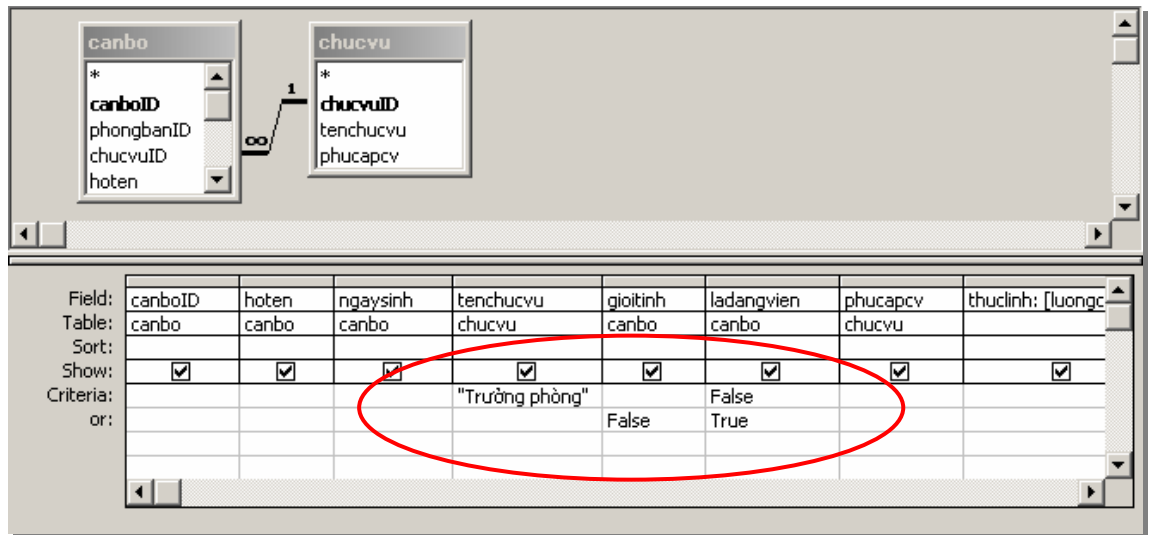 canbo
*
canboID
phongbanID
chucvuID
hoten
∞
1
chucvu
*
chucvuID
tenchucvu
phucapcv
Field: canboID hoten ngaysinh tenchucvu gioitinh ladangvien phucapcv thuclinh: [luongc
Table: canbo canbo canbo chucvu canbo canbo chucvu
Sort:
Show:
Criteria: "Trưởng phòng" False
or: False True